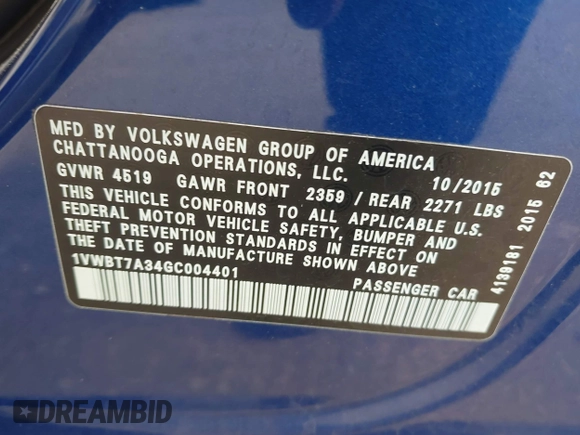 MFD BY VOLKSWAGEN GROUP OF AMERICA
CHATTANOOGA OPERATIONS, LLC. 10/2015
GVWR 4519 GAWR FRONT 2359 / REAR 2271 LBS
THIS VEHICLE CONFORMS TO ALL APPLICABLE U.S.
FEDERAL MOTOR VEHICLE SAFETY, BUMPER AND
THEFT PREVENTION STANDARDS IN EFFECT ON
THE DATE OF MANUFACTURE SHOWN ABOVE
1VWBT7A34GC004401 PASSENGER CAR
4139181 2015 62
DREAMBID